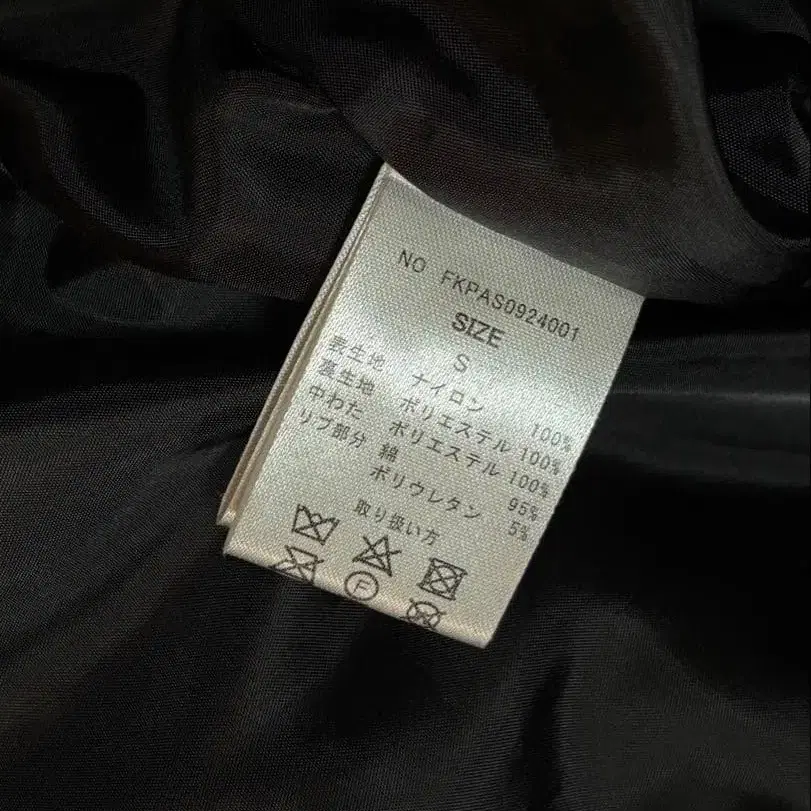 NO FKPAS0924001
SIZE
S
表生地 ナイロン 100%
裏生地 ポリエステル 100%
中わた ポリエステル 100%
リブ部分 綿 95%
ポリウレタン 5%
取り扱い方
F